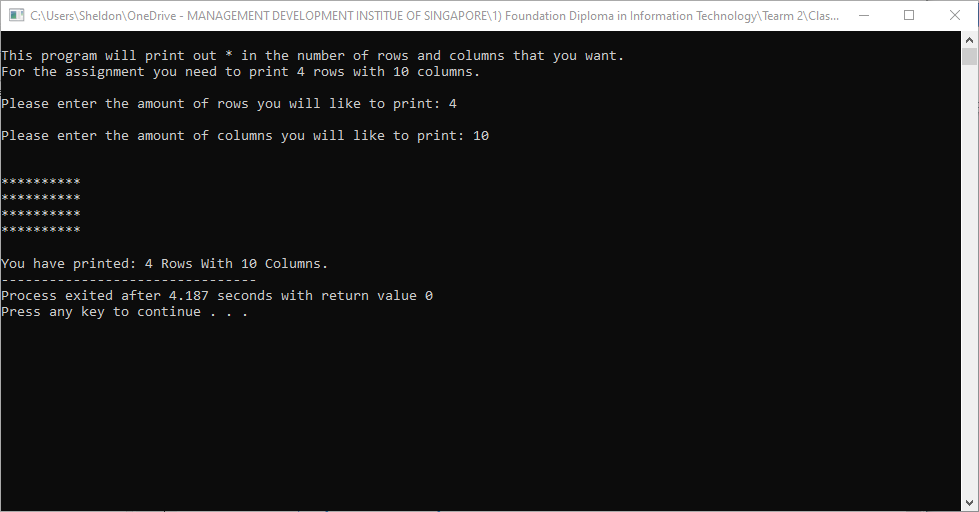 C:\Users\Sheldon\OneDrive - MANAGEMENT DEVELOPMENT INSTITUE OF SINGAPORE\1) Foundation Diploma in Information Technology\Tearm 2\Clas...
This program will print out * in the number of rows and columns that you want.
For the assignment you need to print 4 rows with 10 columns.
Please enter the amount of rows you will like to print: 4
Please enter the amount of columns you will like to print: 10
**********
**********
**********
**********
You have printed: 4 Rows With 10 Columns.
--------------------------------
Process exited after 4.187 seconds with return value 0
Press any key to continue . . .